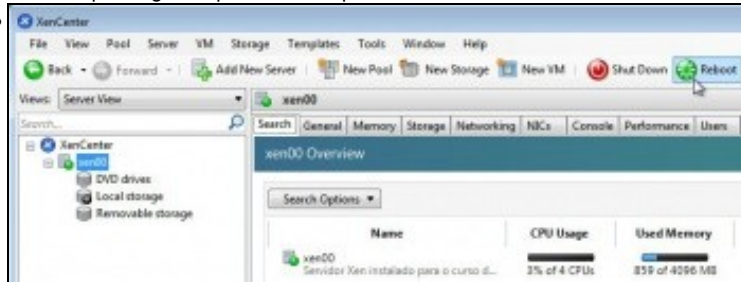 XenCenter
File View Pool Server VM Storage Templates Tools Window Help
Back Forward Add New Server New Pool New Storage New VM Shut Down Reboot
Views: Server View xen00
Search... Search General Memory Storage Networking NICs Console Performance Users
XenCenter
xen00 Overview
xen00
DVD drives
Local storage
Search Options
Removable storage
Name CPU Usage Used Memory
xen00
Servidor Xen instalado para o curso d... 3% of 4 CPUs 859 of 4096 MB